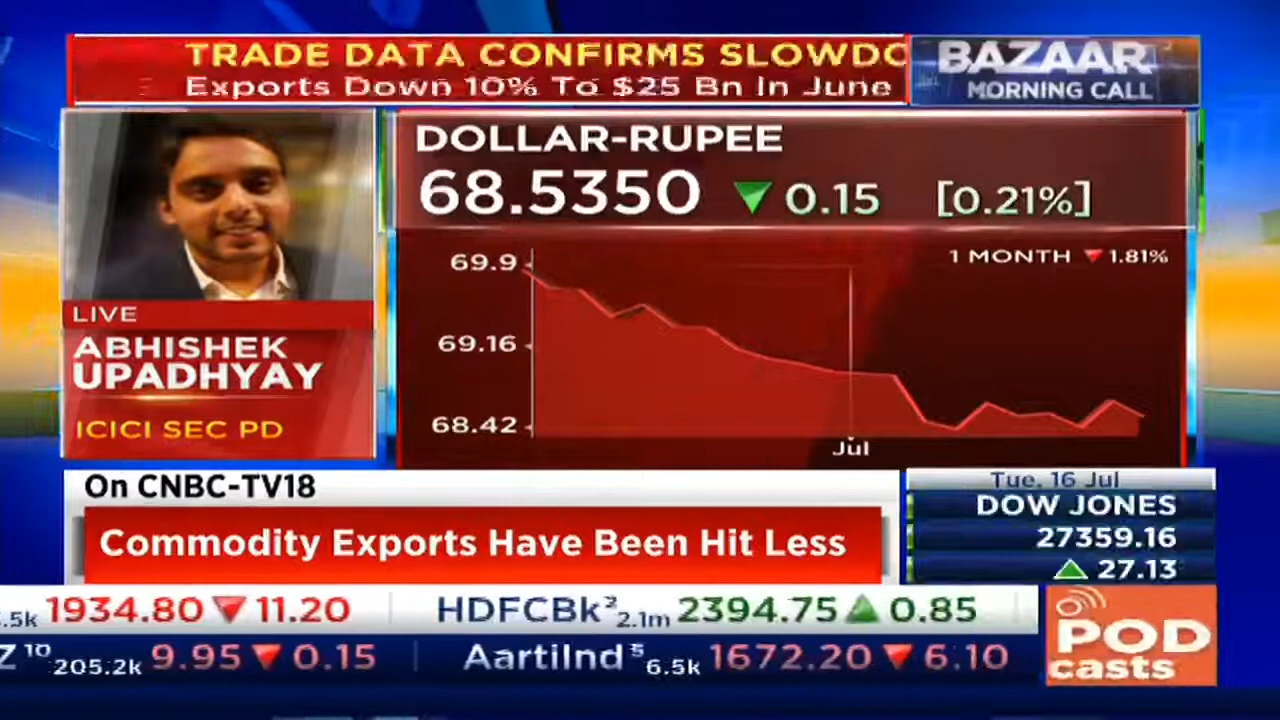 TRADE DATA CONFIRMS SLOWDO
Exports Down 10% To $25 Bn In June
BAZAAR
MORNING CALL
DOLLAR-RUPEE
68.5350 ▼ 0.15 [0.21%]
1 MONTH ▼ 1.81%
69.9
69.16
68.42
Jul
LIVE
ABHISHEK
UPADHYAY
ICICI SEC PD
On CNBC-TV18
Commodity Exports Have Been Hit Less
Tue, 16 Jul
DOW JONES
27359.16
▲ 27.13
.5k 1934.80 ▼ 11.20 HDFCBk² 2.1m 2394.75 ▲ 0.85
Z¹⁰ 205.2k 9.95 ▼ 0.15 AartiInd⁵ 6.5k 1672.20 ▼ 6.10
POD
casts